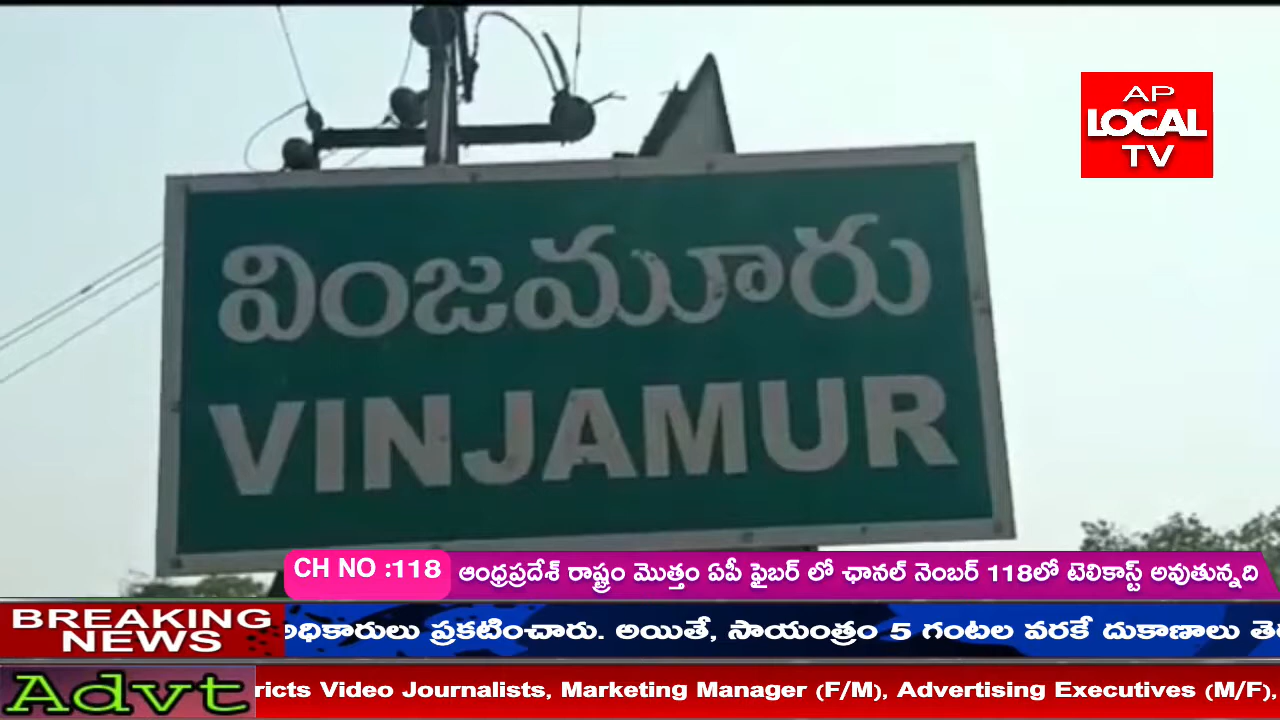 AP
LOCAL
TV
వింజమూరు
VINJAMUR
CH NO :118 ఆంధ్రప్రదేశ్ రాష్ట్రం మొత్తం ఏపీ ఫైబర్ లో ఛానల్ నెంబర్ 118లో టెలికాస్ట్ అవుతున్నది
BREAKING
NEWS
అధికారులు ప్రకటించారు. అయితే, సాయంత్రం 5 గంటల వరకే దుకాణాలు
Advt
Video Journalists, Marketing Manager (F/M), Advertising Executives (M/F),